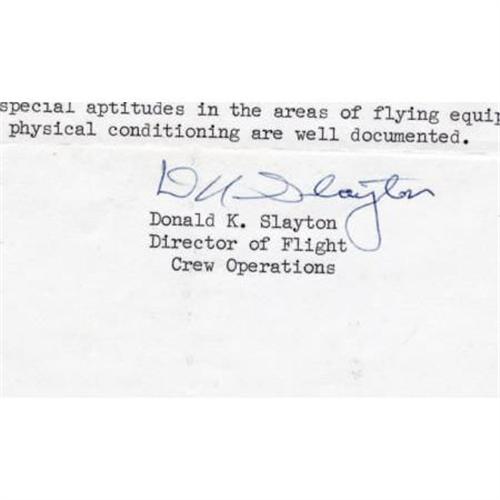 special aptitudes in the areas of flying equip
physical conditioning are well documented.
D K Slayton
Donald K. Slayton
Director of Flight
Crew Operations